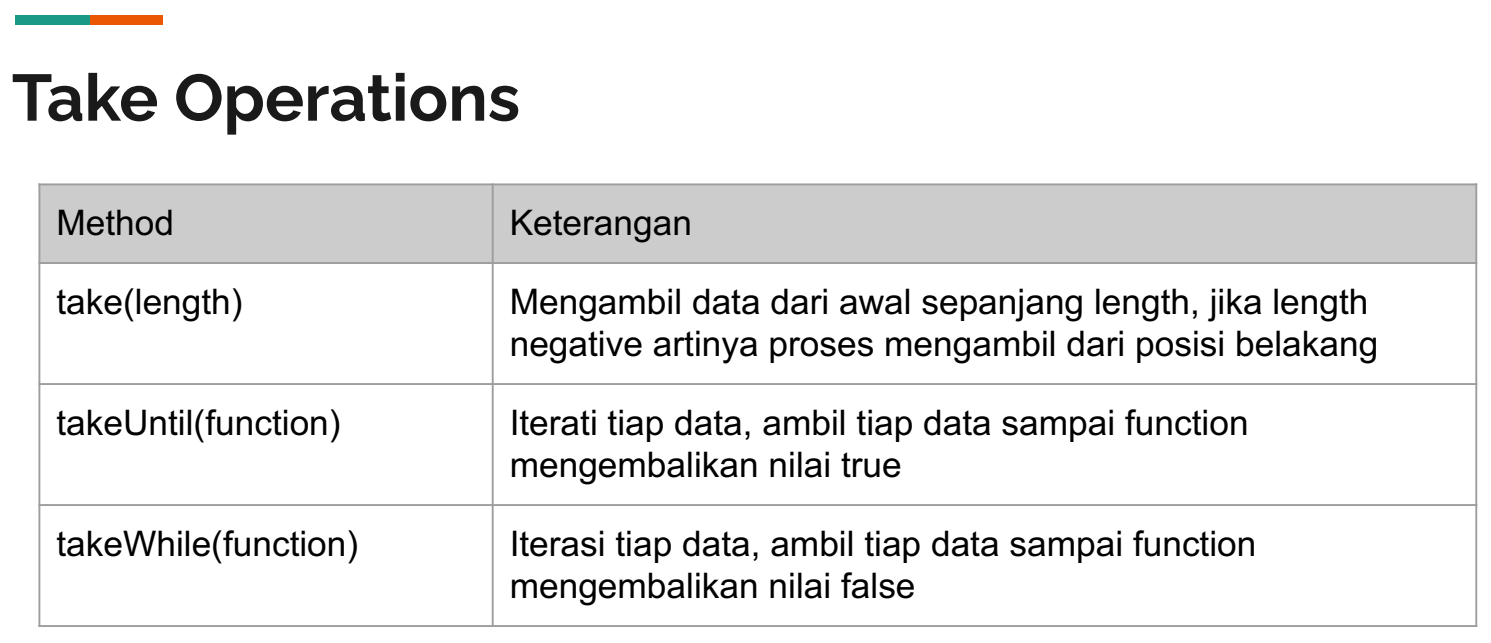 Take Operations
Method
Keterangan
take(length)
Mengambil data dari awal sepanjang length, jika length
negative artinya proses mengambil dari posisi belakang
takeUntil(function)
Iterati tiap data, ambil tiap data sampai function
mengembalikan nilai true
takeWhile(function)
Iterasi tiap data, ambil tiap data sampai function
mengembalikan nilai false